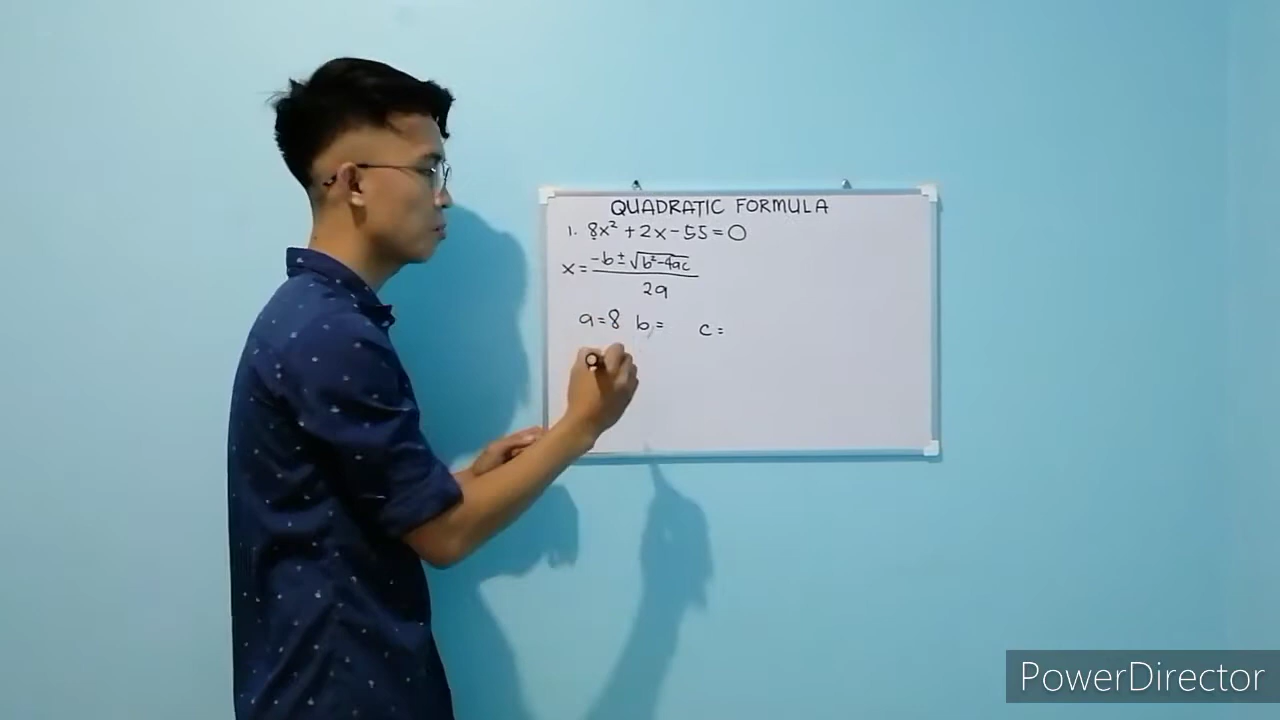 QUADRATIC FORMULA
1. 8x² + 2x - 55 = 0
x = -b ± √b² - 4ac / 2a
a = 8 b = c =
PowerDirector